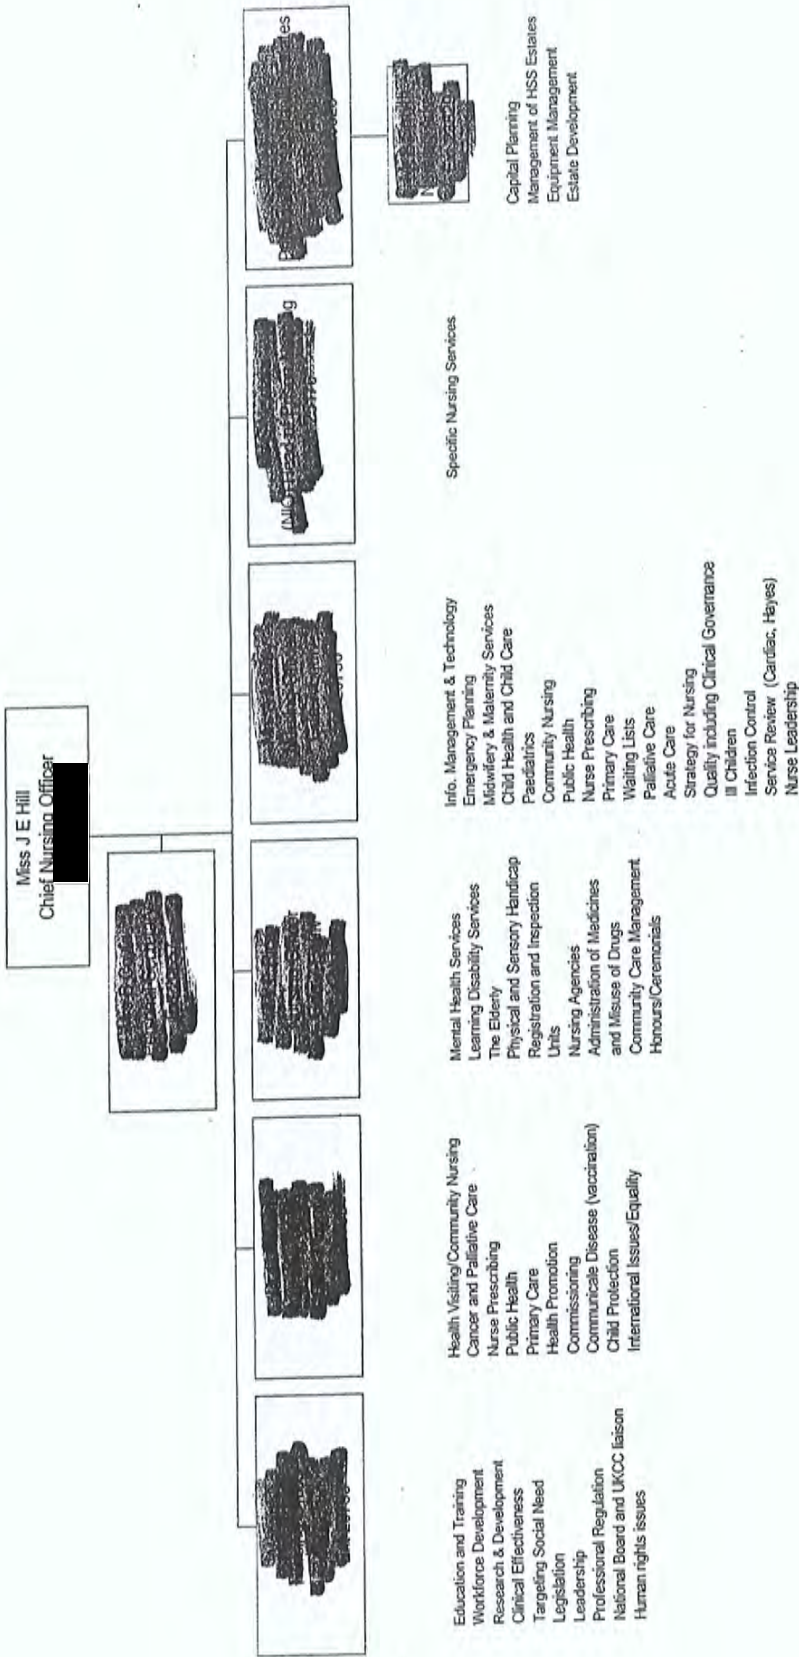 Miss J E Hill
Chief Nursing Officer
Education and Training
Workforce Development
Research & Development
Clinical Effectiveness
Targeting Social Need
Legislation
Leadership
Professional Regulation
National Board and UKCC liaison
Human rights issues
Health Visiting/Community Nursing
Cancer and Palliative Care
Nurse Prescribing
Public Health
Primary Care
Health Promotion
Commissioning
Communicale Disease (vaccination)
Child Protection
International Issues/Equality
Mental Health Services
Learning Disability Services
The Elderly
Physical and Sensory Handicap
Registration and Inspection
Units
Nursing Agencies
Administration of Medicines
and Misuse of Drugs
Community Care Management
Honours/Ceremonials
Info. Management & Technology
Emergency Planning
Midwifery & Maternity Services
Child Health and Child Care
Paediatrics
Community Nursing
Public Health
Nurse Prescribing
Primary Care
Waiting Lists
Palliative Care
Acute Care
Strategy for Nursing
Quality including Clinical Governance
Ill Children
Infection Control
Service Review (Cardiac, Hayes)
Nurse Leadership
(NIO)
Specific Nursing Services
Capital Planning
Management of HSS Estates
Equipment Management
Estate Development